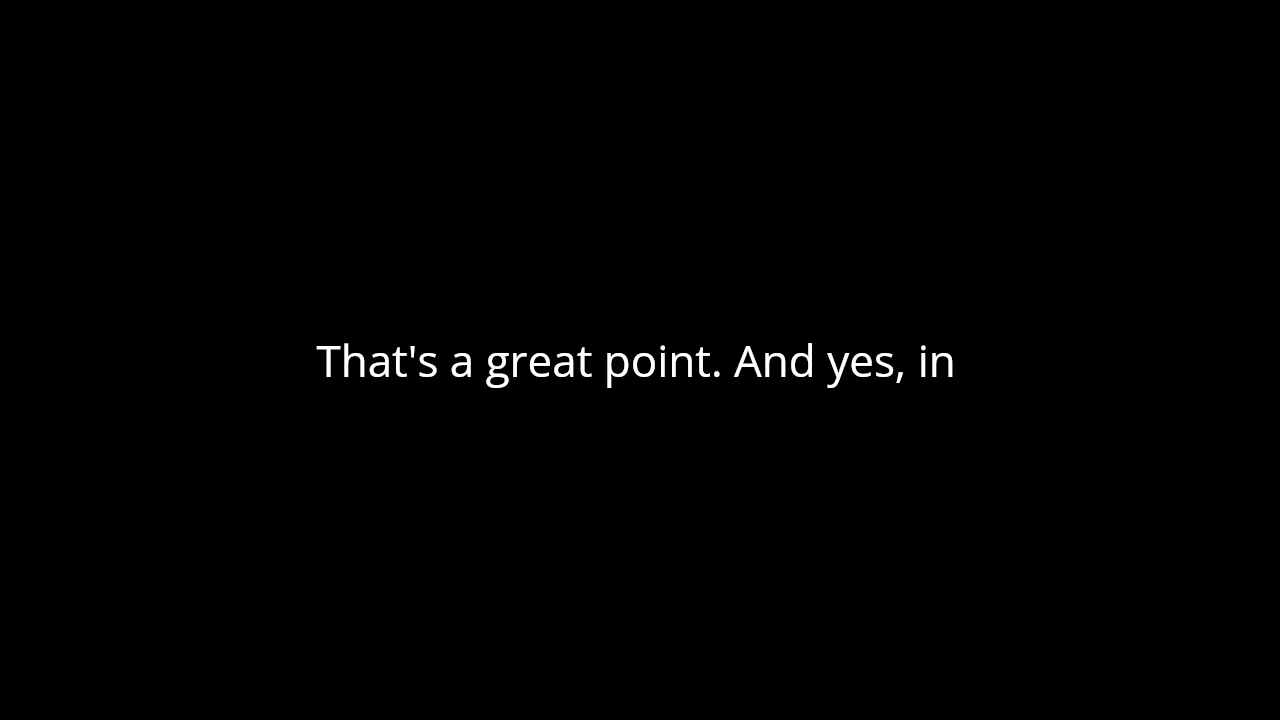 That's a great point. And yes, in